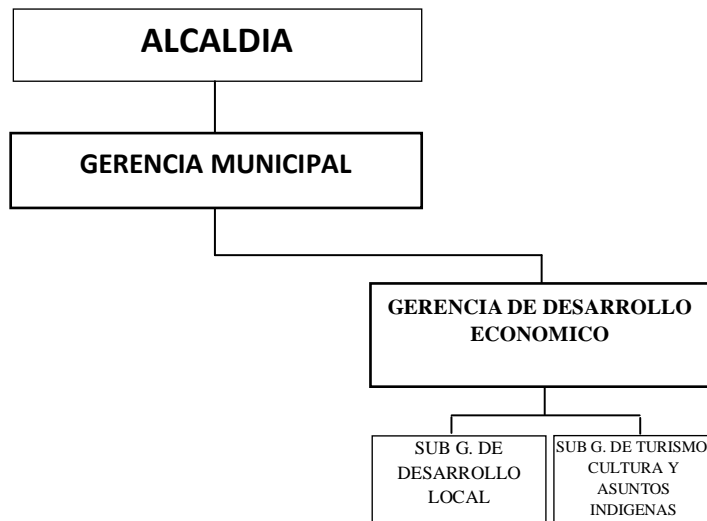 ALCALDIA
GERENCIA MUNICIPAL
GERENCIA DE DESARROLLO
ECONOMICO
SUB G. DE
DESARROLLO
LOCAL
SUB G. DE TURISMO
CULTURA Y
ASUNTOS
INDIGENAS